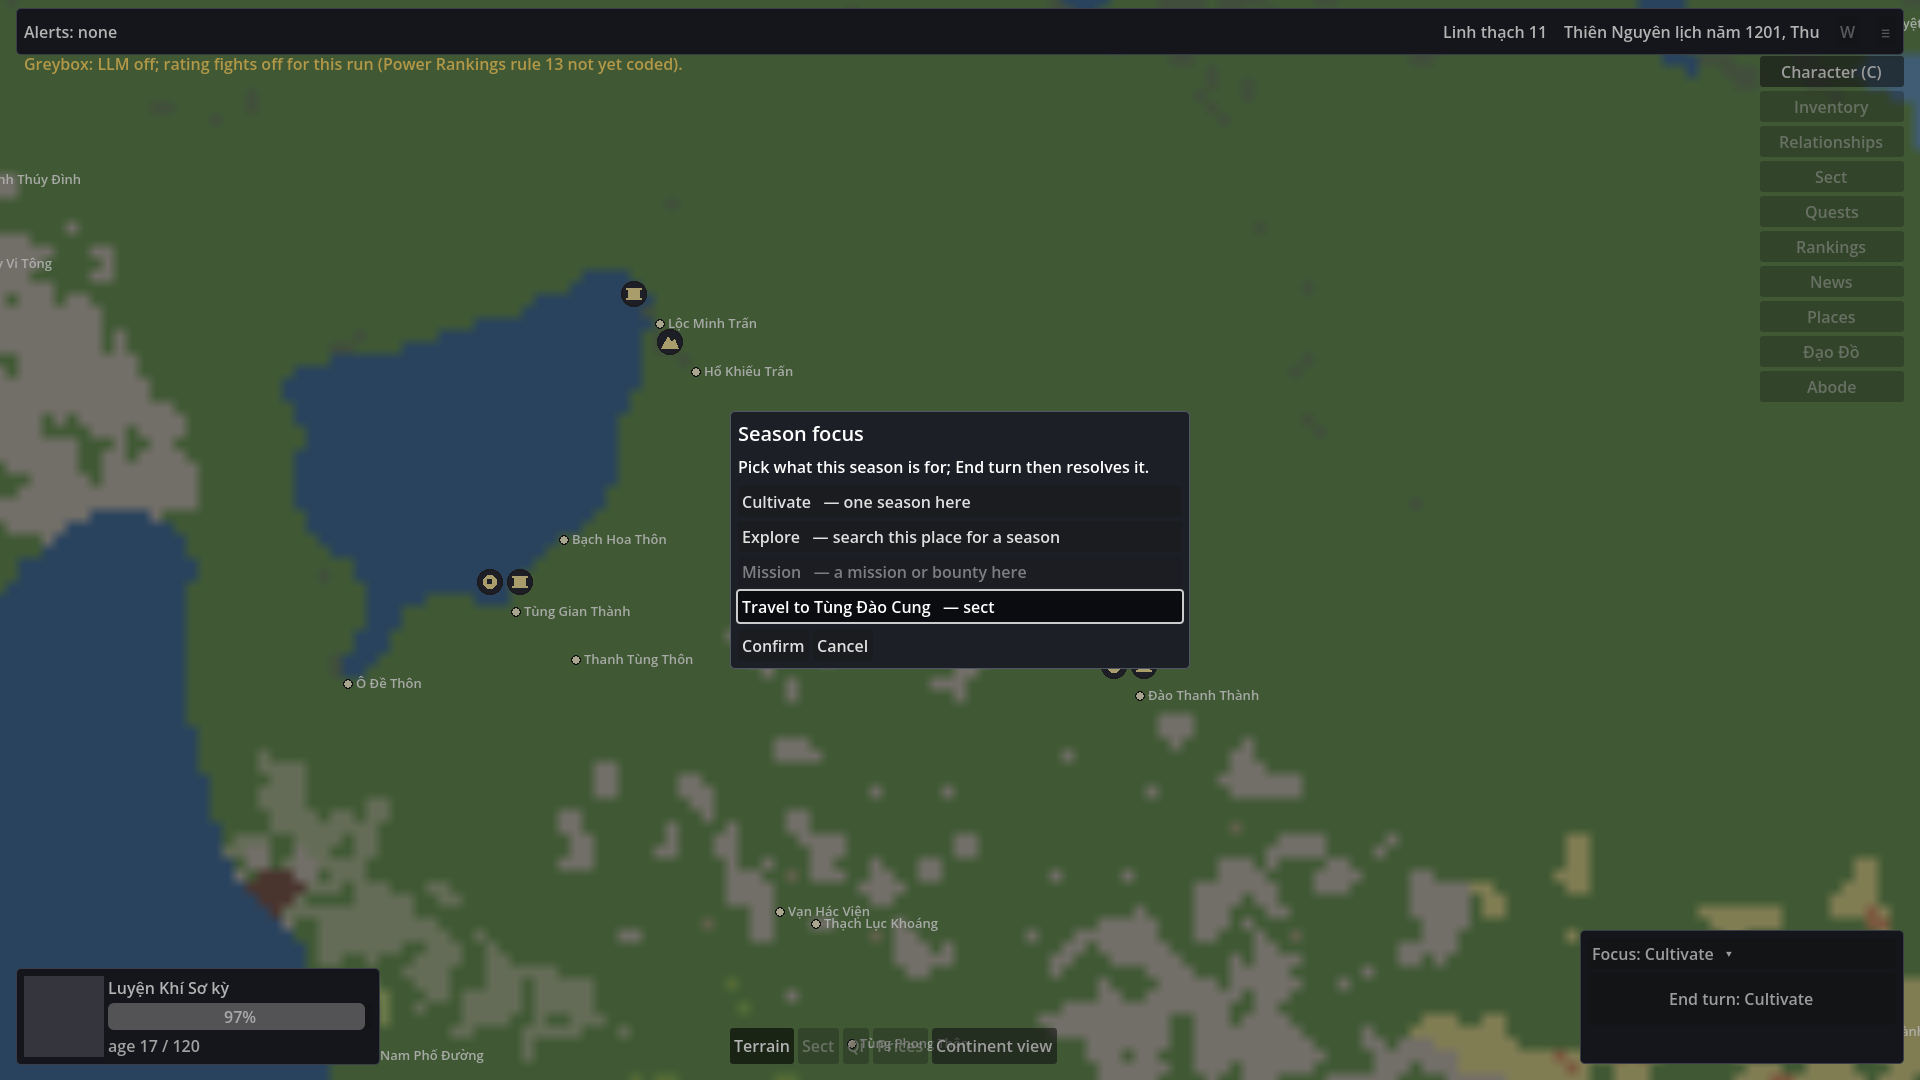 Alerts: none
Linh thạch 11
Thiên Nguyên lịch năm 1201, Thu
W
≡
Greybox: LLM off; rating fights off for this run (Power Rankings rule 13 not yet coded).
Character (C)
Inventory
Relationships
Sect
Quests
Rankings
News
Places
Đạo Đồ
Abode
nh Thúy Đình
Vi Tông
Lộc Minh Trấn
Hổ Khiếu Trấn
Season focus
Pick what this season is for; End turn then resolves it.
Cultivate — one season here
Explore — search this place for a season
Mission — a mission or bounty here
Travel to Tùng Đào Cung — sect
Confirm Cancel
Bạch Hoa Thôn
Tùng Gian Thành
Thanh Tùng Thôn
Ô Đề Thôn
Đào Thanh Thành
Vạn Hác Viện
Thạch Lục Khoáng
Focus: Cultivate ▾
End turn: Cultivate
Luyện Khí Sơ kỳ
97%
age 17 / 120
Nam Phố Đường
Terrain
Sect
Tùng Phong
Continent view